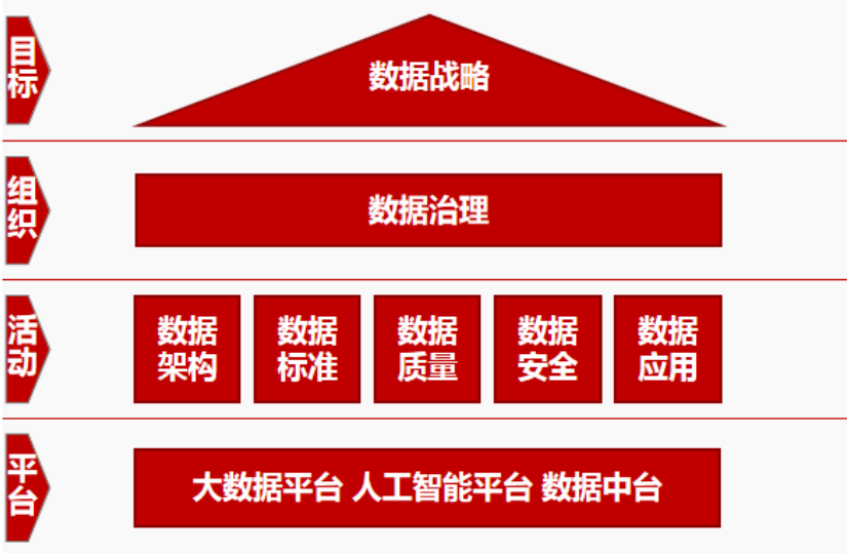 目标
数据战略
组织
数据治理
活动
数据
架构
数据
标准
数据
质量
数据
安全
数据
应用
平台
大数据平台 人工智能平台 数据中台